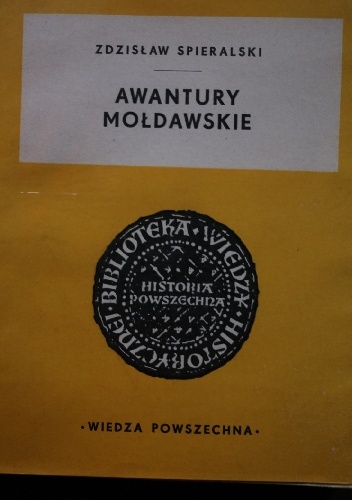 ZDZISŁAW SPIERALSKI
AWANTURY
MOŁDAWSKIE
BIBLIOTEKA · WIEDZY · HISTORYCZNEJ ·
HISTORIA
POWSZECHNA
· WIEDZA POWSZECHNA ·